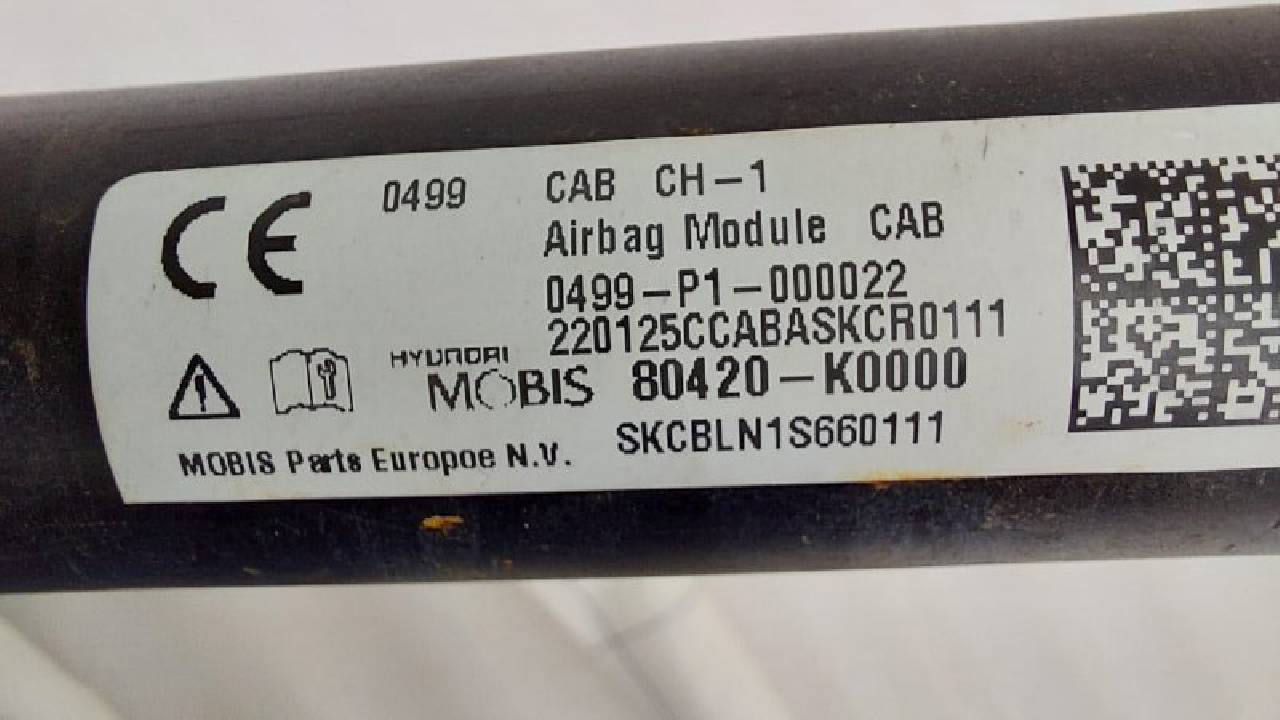 CE 0499 CAB CH-1
Airbag Module CAB
0499-P1-000022
220125CCABASKCR0111
HYUNDAI
MOBIS 80420-K0000
SKCBLN1S660111
MOBIS Parts Europoe N.V.